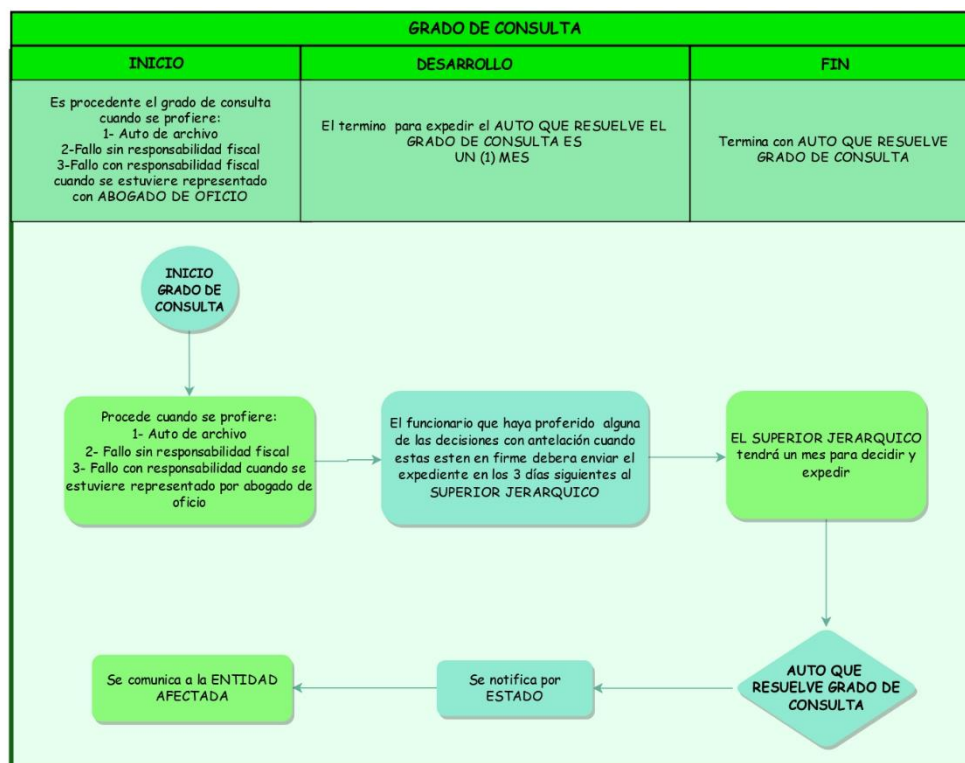 GRADO DE CONSULTA
INICIO
DESARROLLO
FIN
Es procedente el grado de consulta
cuando se profiere:
1- Auto de archivo
2-Fallo sin responsabilidad fiscal
3-Fallo con responsabilidad fiscal
cuando se estuviere representado
con ABOGADO DE OFICIO
El termino para expedir el AUTO QUE RESUELVE EL
GRADO DE CONSULTA ES
UN (1) MES
Termina con AUTO QUE RESUELVE
GRADO DE CONSULTA
INICIO
GRADO DE
CONSULTA
Procede cuando se profiere:
1- Auto de archivo
2- Fallo sin responsabilidad fiscal
3- Fallo con responsabilidad cuando se
estuviere representado por abogado de
oficio
El funcionario que haya proferido alguna
de las decisiones con antelación cuando
estas esten en firme debera enviar el
expediente en los 3 días siguientes al
SUPERIOR JERARQUICO
EL SUPERIOR JERARQUICO
tendrá un mes para decidir y
expedir
AUTO QUE
RESUELVE GRADO DE
CONSULTA
Se notifica por
ESTADO
Se comunica a la ENTIDAD
AFECTADA